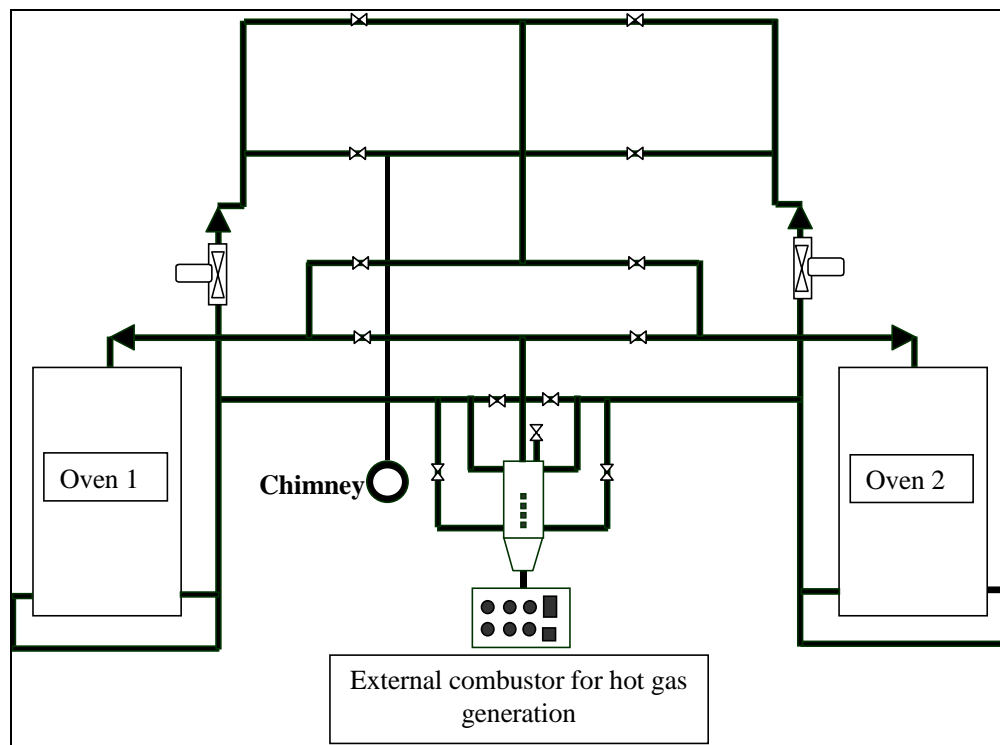 Oven 1
Chimney
Oven 2
External combustor for hot gas
generation